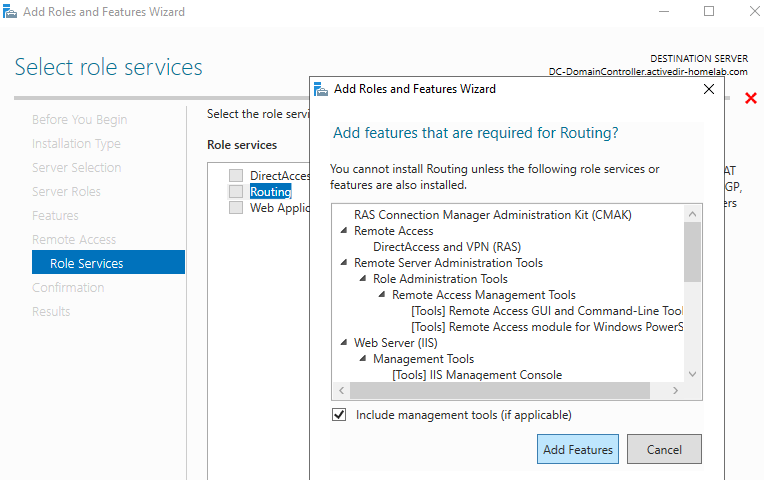 Add Roles and Features Wizard
Select role services
DESTINATION SERVER
DC-DomainController.activedir-homelab.com
Before You Begin
Installation Type
Server Selection
Server Roles
Features
Remote Access
Role Services
Confirmation
Results
Select the role servi
Role services
DirectAcces
Routing
Web Applic
AT
GP,
ers
Add Roles and Features Wizard
Add features that are required for Routing?
You cannot install Routing unless the following role services or
features are also installed.
RAS Connection Manager Administration Kit (CMAK)
Remote Access
DirectAccess and VPN (RAS)
Remote Server Administration Tools
Role Administration Tools
Remote Access Management Tools
[Tools] Remote Access GUI and Command-Line Tool
[Tools] Remote Access module for Windows PowerS
Web Server (IIS)
Management Tools
[Tools] IIS Management Console
Include management tools (if applicable)
Add Features
Cancel